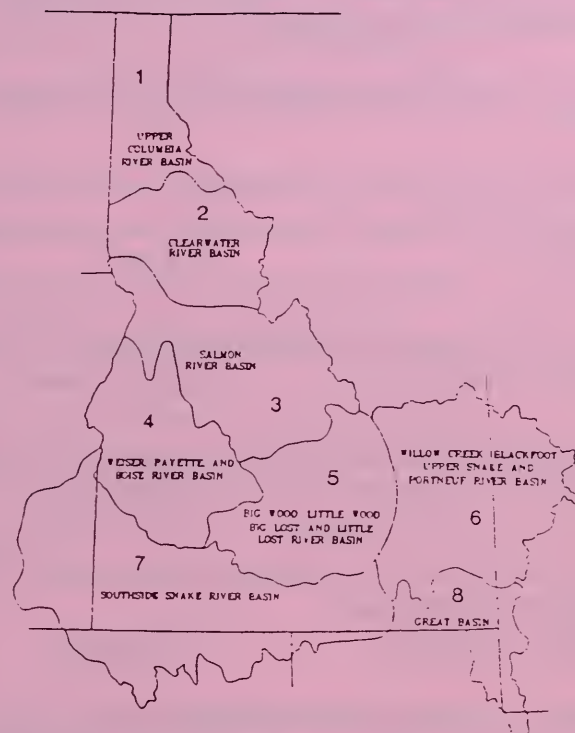 1
UPPER
COLUMBIA
RIVER BASIN
2
CLEARWATER
RIVER BASIN
SALMON
RIVER BASIN
3
4
WEISER PAYETTE AND
BOISE RIVER BASIN
5
BIG WOOD LITTLE WOOD
BIG LOST AND LITTLE
LOST RIVER BASIN
WILLOW CREEK BLACKFOOT
UPPER SNAKE AND
PORTNEUF RIVER BASIN
6
7
SOUTHSIDE SNAKE RIVER BASIN
8
GREAT BASIN